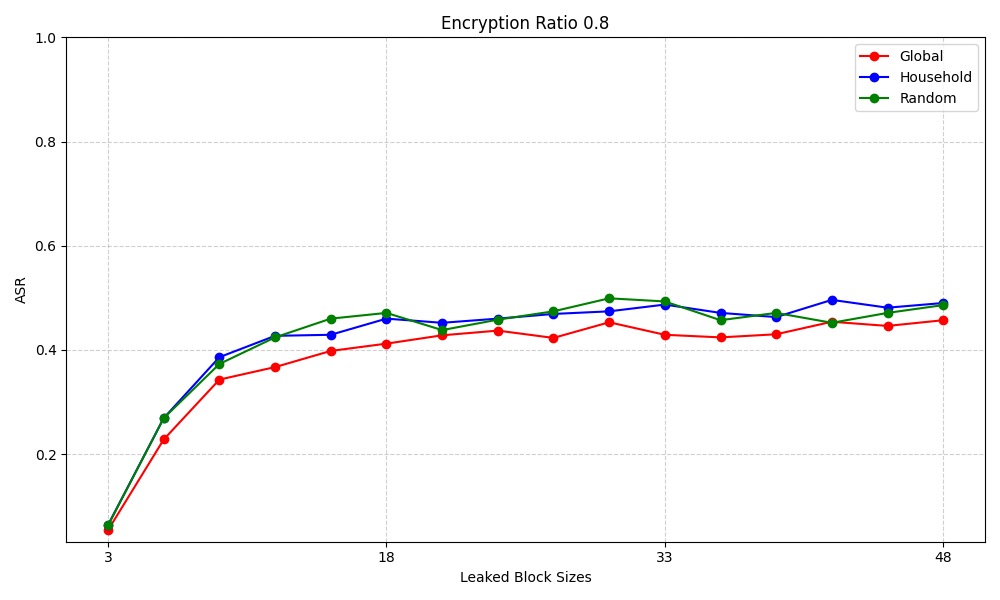 Encryption Ratio 0.8
1.0
0.8
0.6
0.4
0.2
ASR
Global
Household
Random
3
18
33
48
Leaked Block Sizes